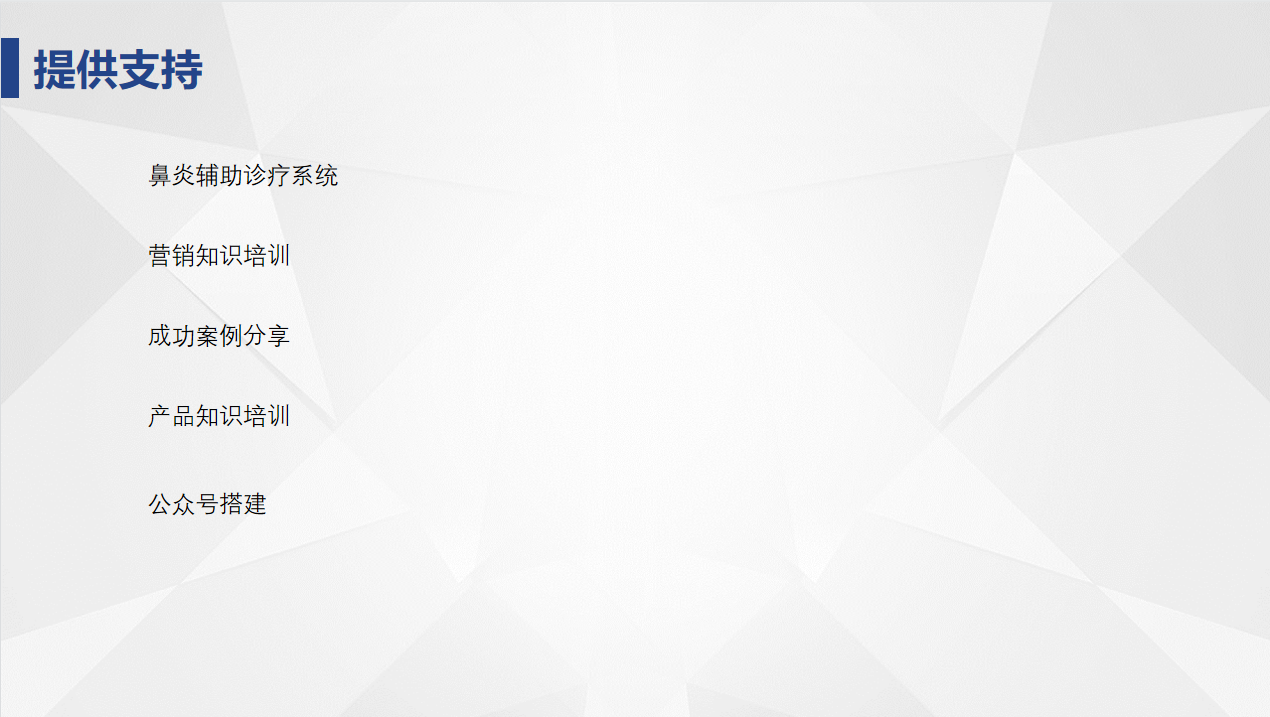 提供支持
鼻炎辅助诊疗系统
营销知识培训
成功案例分享
产品知识培训
公众号搭建